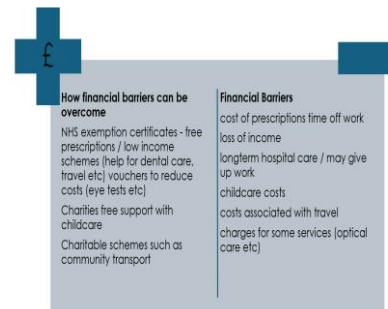 £
How financial barriers can be
overcome
NHS exemption certificates - free
prescriptions / low income
schemes (help for dental care,
travel etc) vouchers to reduce
costs (eye tests etc)
Charities free support with
childcare
Charitable schemes such as
community transport
Financial Barriers
cost of prescriptions time off work
loss of income
longterm hospital care / may give
up work
childcare costs
costs associated with travel
charges for some services (optical
care etc)